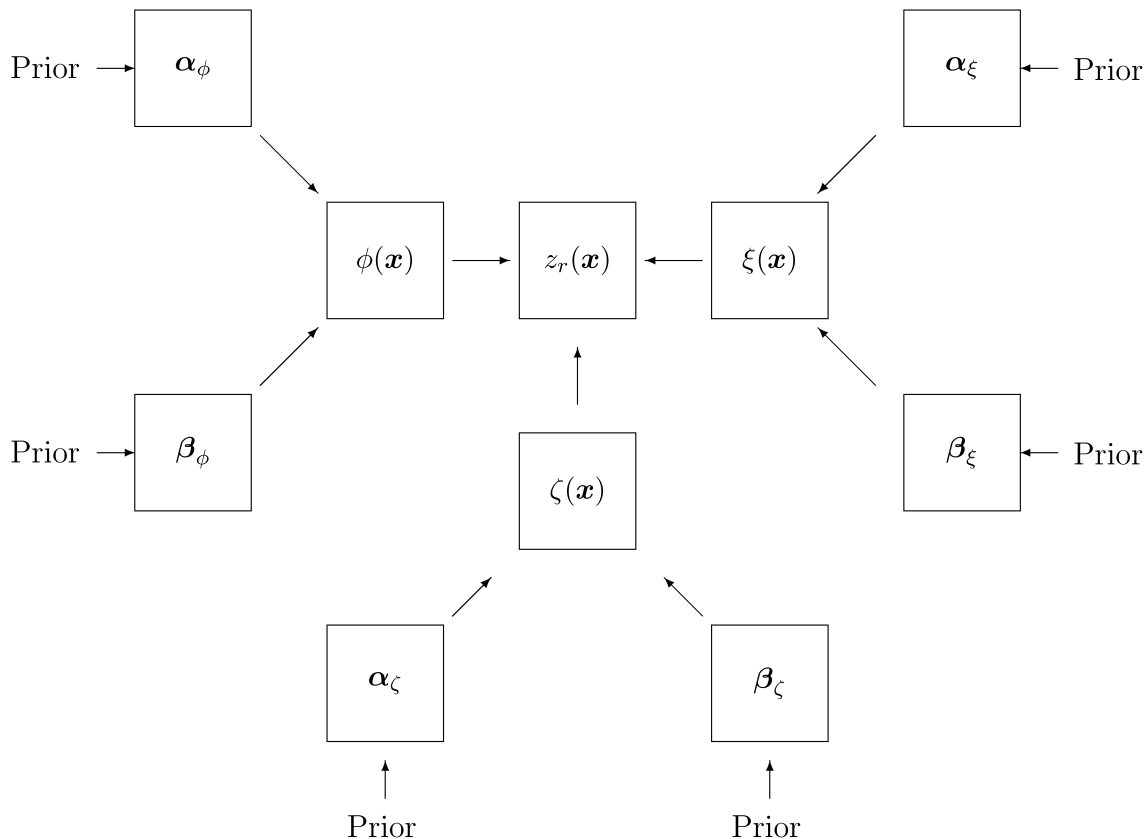 Prior α_ϕ α_ξ Prior
ϕ(x) z_r(x) ξ(x)
Prior β_ϕ β_ξ Prior
ζ(x)
α_ζ β_ζ
Prior Prior